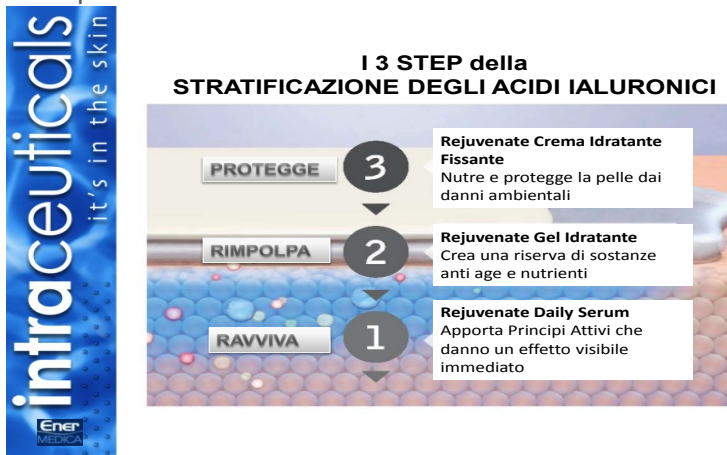 intraceuticals
it's in the skin
Ener
MEDICA
I 3 STEP della
STRATIFICAZIONE DEGLI ACIDI IALURONICI
PROTEGGE
3
Rejuvenate Crema Idratante
Fissante
Nutre e protegge la pelle dai
danni ambientali
RIMPOLPA
2
Rejuvenate Gel Idratante
Crea una riserva di sostanze
anti age e nutrienti
RAVVIVA
1
Rejuvenate Daily Serum
Apporta Principi Attivi che
danno un effetto visibile
immediato